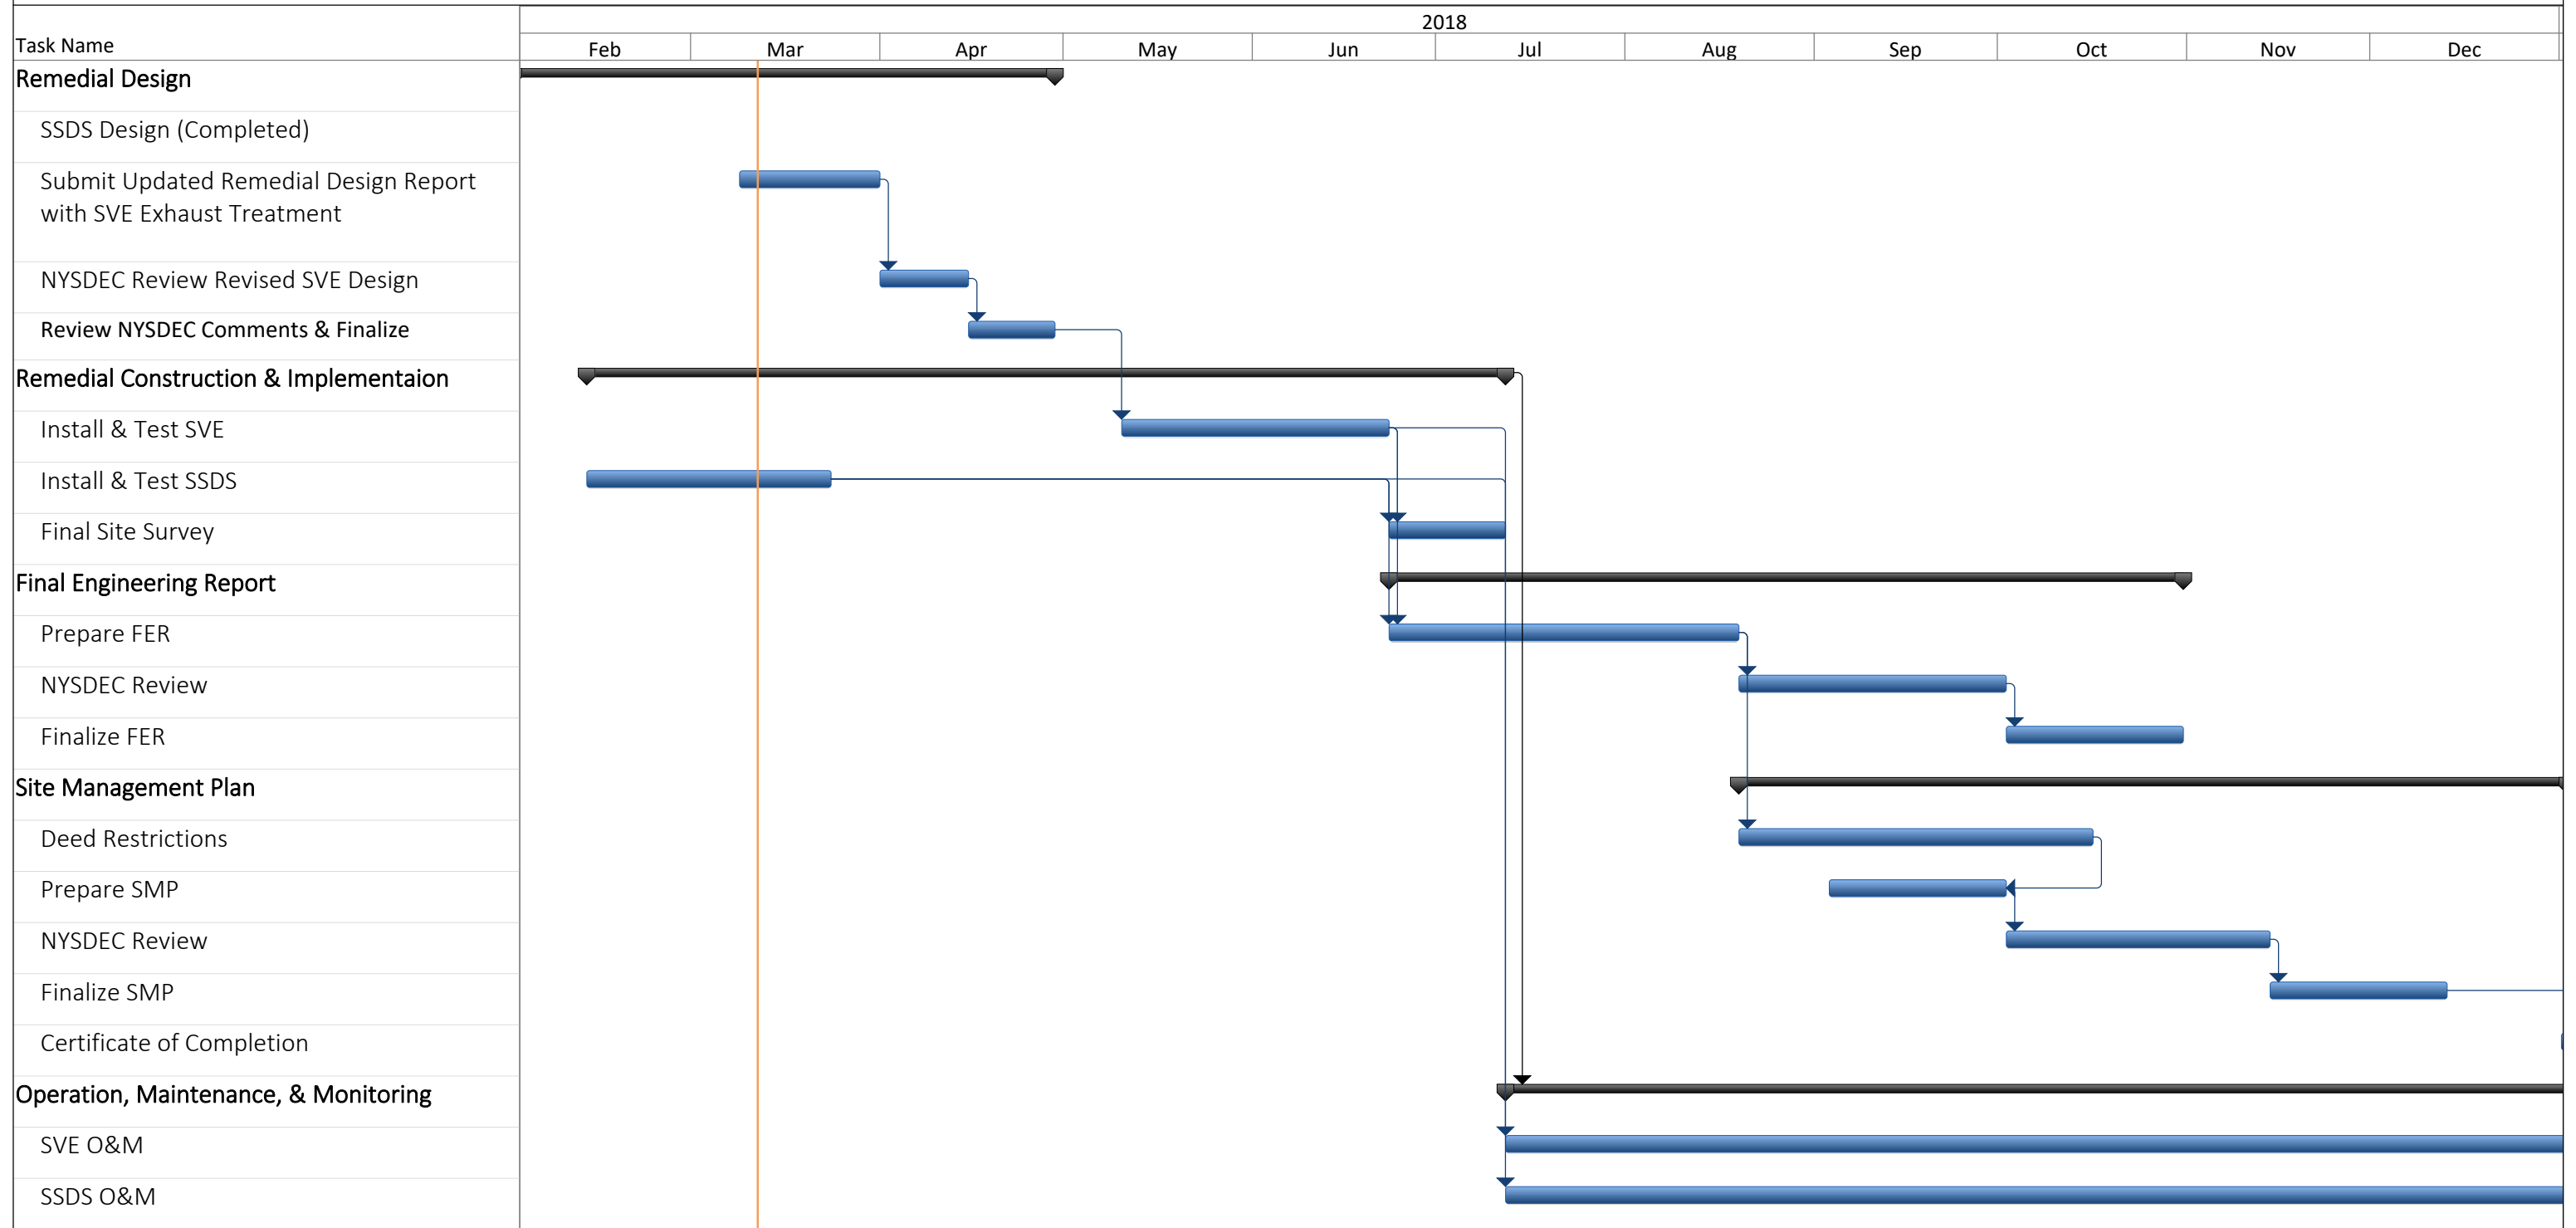 2018
Task Name
Feb Mar Apr May Jun Jul Aug Sep Oct Nov Dec
Remedial Design
SSDS Design (Completed)
Submit Updated Remedial Design Report
with SVE Exhaust Treatment
NYSDEC Review Revised SVE Design
Review NYSDEC Comments & Finalize
Remedial Construction & Implementaion
Install & Test SVE
Install & Test SSDS
Final Site Survey
Final Engineering Report
Prepare FER
NYSDEC Review
Finalize FER
Site Management Plan
Deed Restrictions
Prepare SMP
NYSDEC Review
Finalize SMP
Certificate of Completion
Operation, Maintenance, & Monitoring
SVE O&M
SSDS O&M